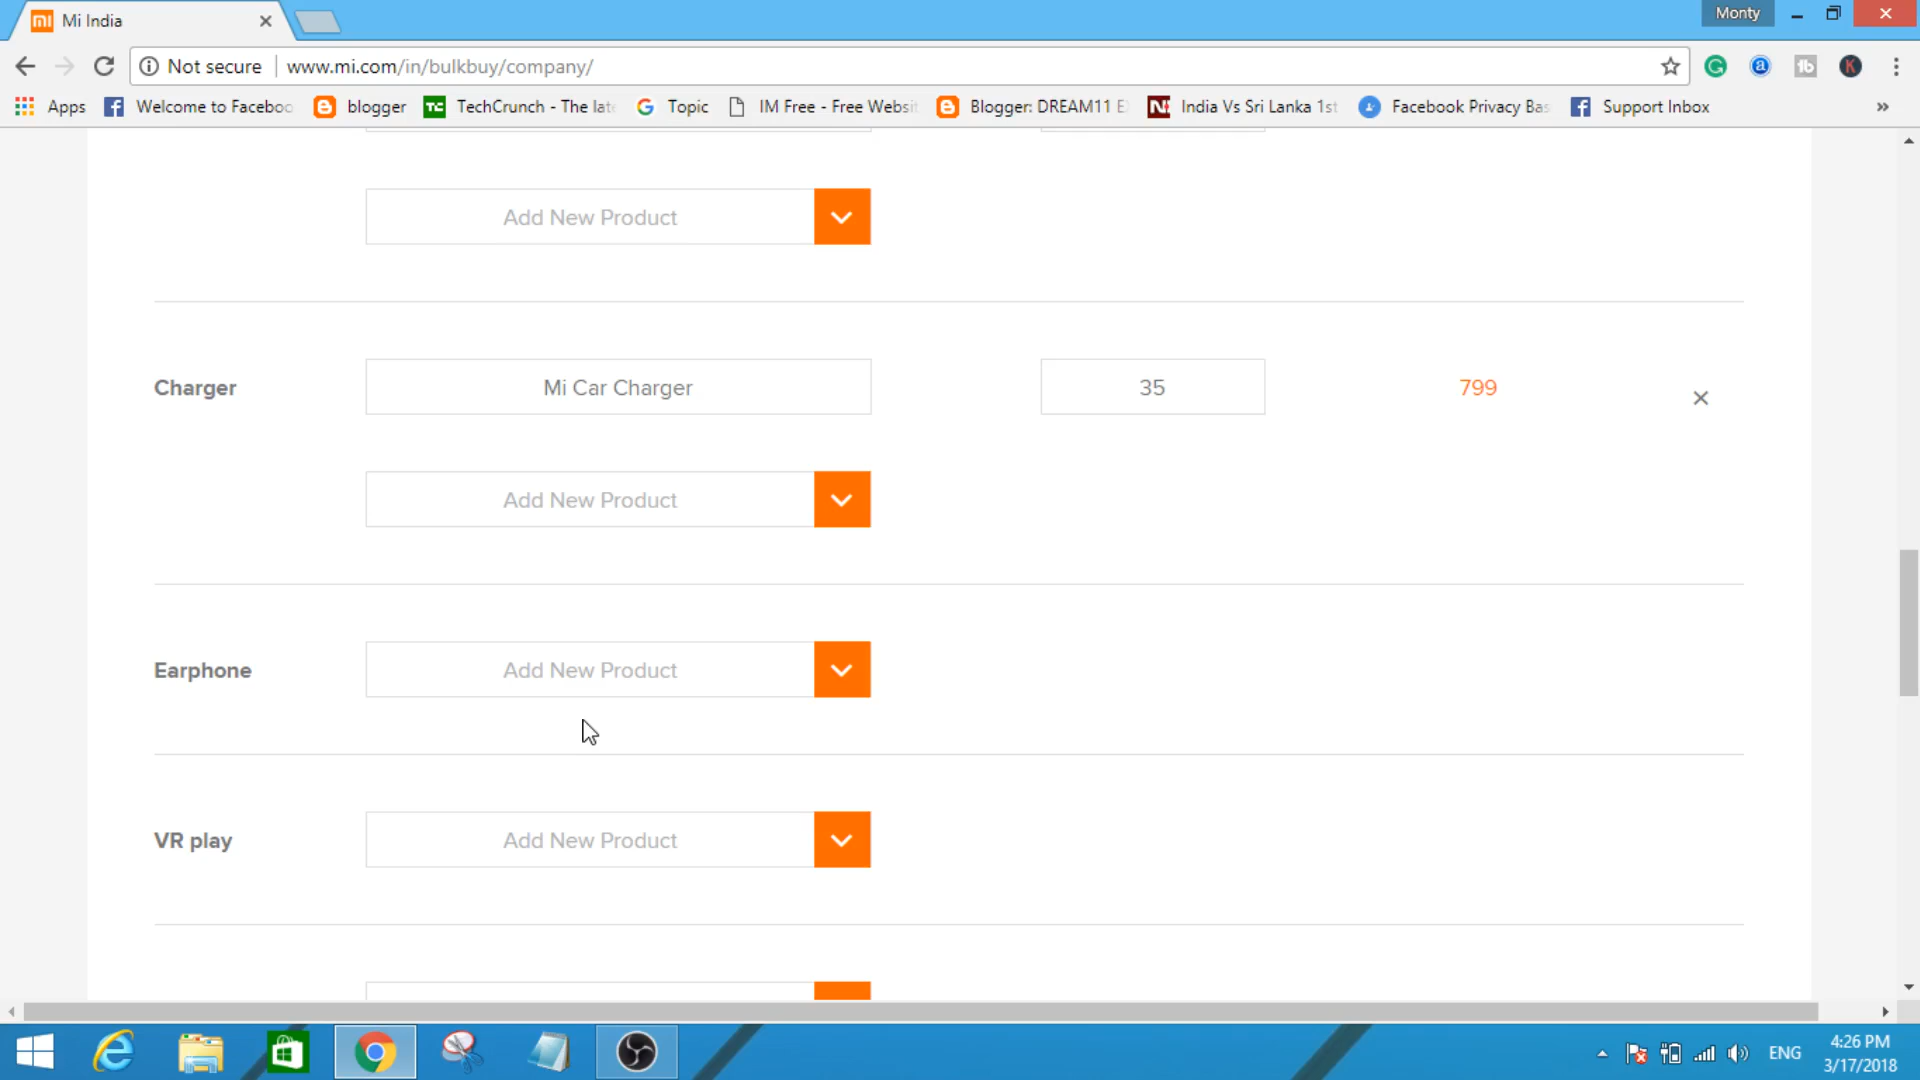 Mi India
Monty
Not secure www.mi.com/in/bulkbuy/company/
Apps Welcome to Faceboo blogger TechCrunch - The late Topic IM Free - Free Websit Blogger: DREAM11 E India Vs Sri Lanka 1st Facebook Privacy Bas Support Inbox »
Add New Product
Charger Mi Car Charger 35 799
Add New Product
Earphone Add New Product
VR play Add New Product
ENG
4:26 PM
3/17/2018